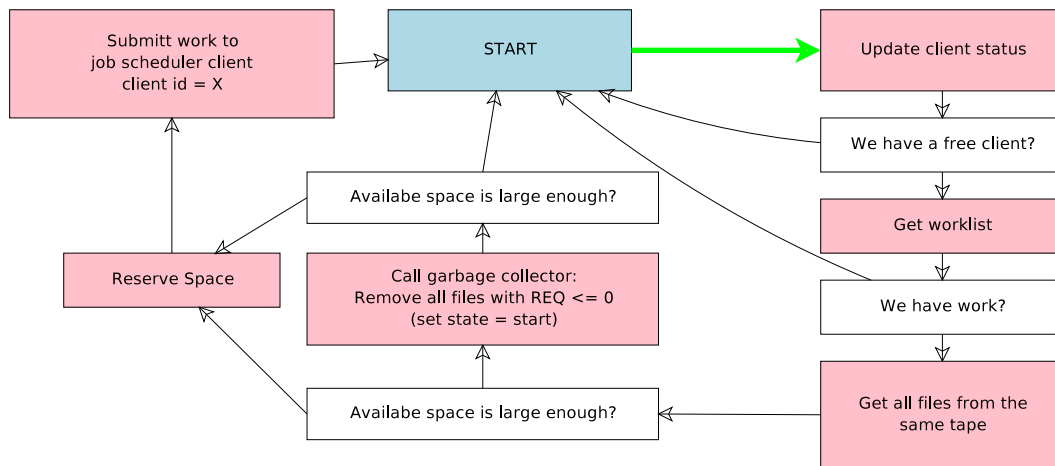 Submitt work to
job scheduler client
client id = X
START
Update client status
We have a free client?
Availabe space is large enough?
Get worklist
Reserve Space
Call garbage collector:
Remove all files with REQ <= 0
(set state = start)
We have work?
Availabe space is large enough?
Get all files from the
same tape